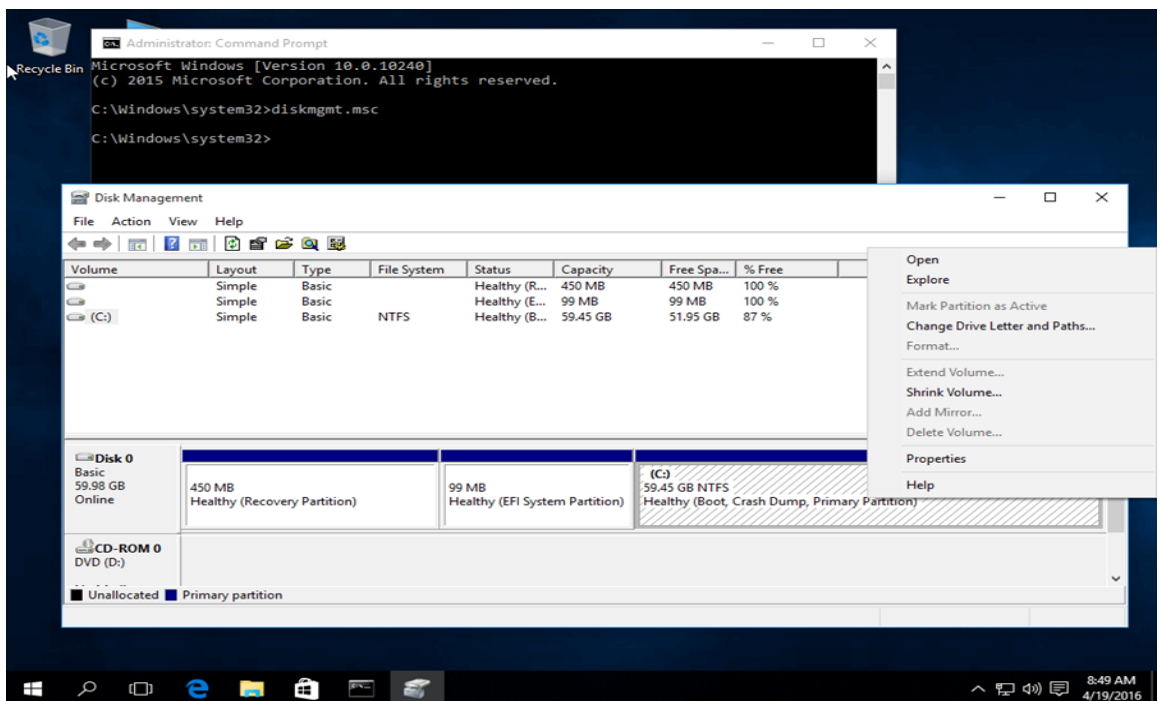 Recycle Bin
Administrator: Command Prompt
Microsoft Windows [Version 10.0.10240]
(c) 2015 Microsoft Corporation. All rights reserved.
C:\Windows\system32>diskmgmt.msc
C:\Windows\system32>
Disk Management
File Action View Help
Volume Layout Type File System Status Capacity Free Spa... % Free
Simple Basic Healthy (R... 450 MB 450 MB 100 %
Simple Basic Healthy (E... 99 MB 99 MB 100 %
(C:) Simple Basic NTFS Healthy (B... 59.45 GB 51.95 GB 87 %
Open
Explore
Mark Partition as Active
Change Drive Letter and Paths...
Format...
Extend Volume...
Shrink Volume...
Add Mirror...
Delete Volume...
Properties
Help
Disk 0
Basic
59.98 GB
Online
450 MB
Healthy (Recovery Partition)
99 MB
Healthy (EFI System Partition)
(C:)
59.45 GB NTFS
Healthy (Boot, Crash Dump, Primary Partition)
CD-ROM 0
DVD (D:)
Unallocated Primary partition
8:49 AM
4/19/2016